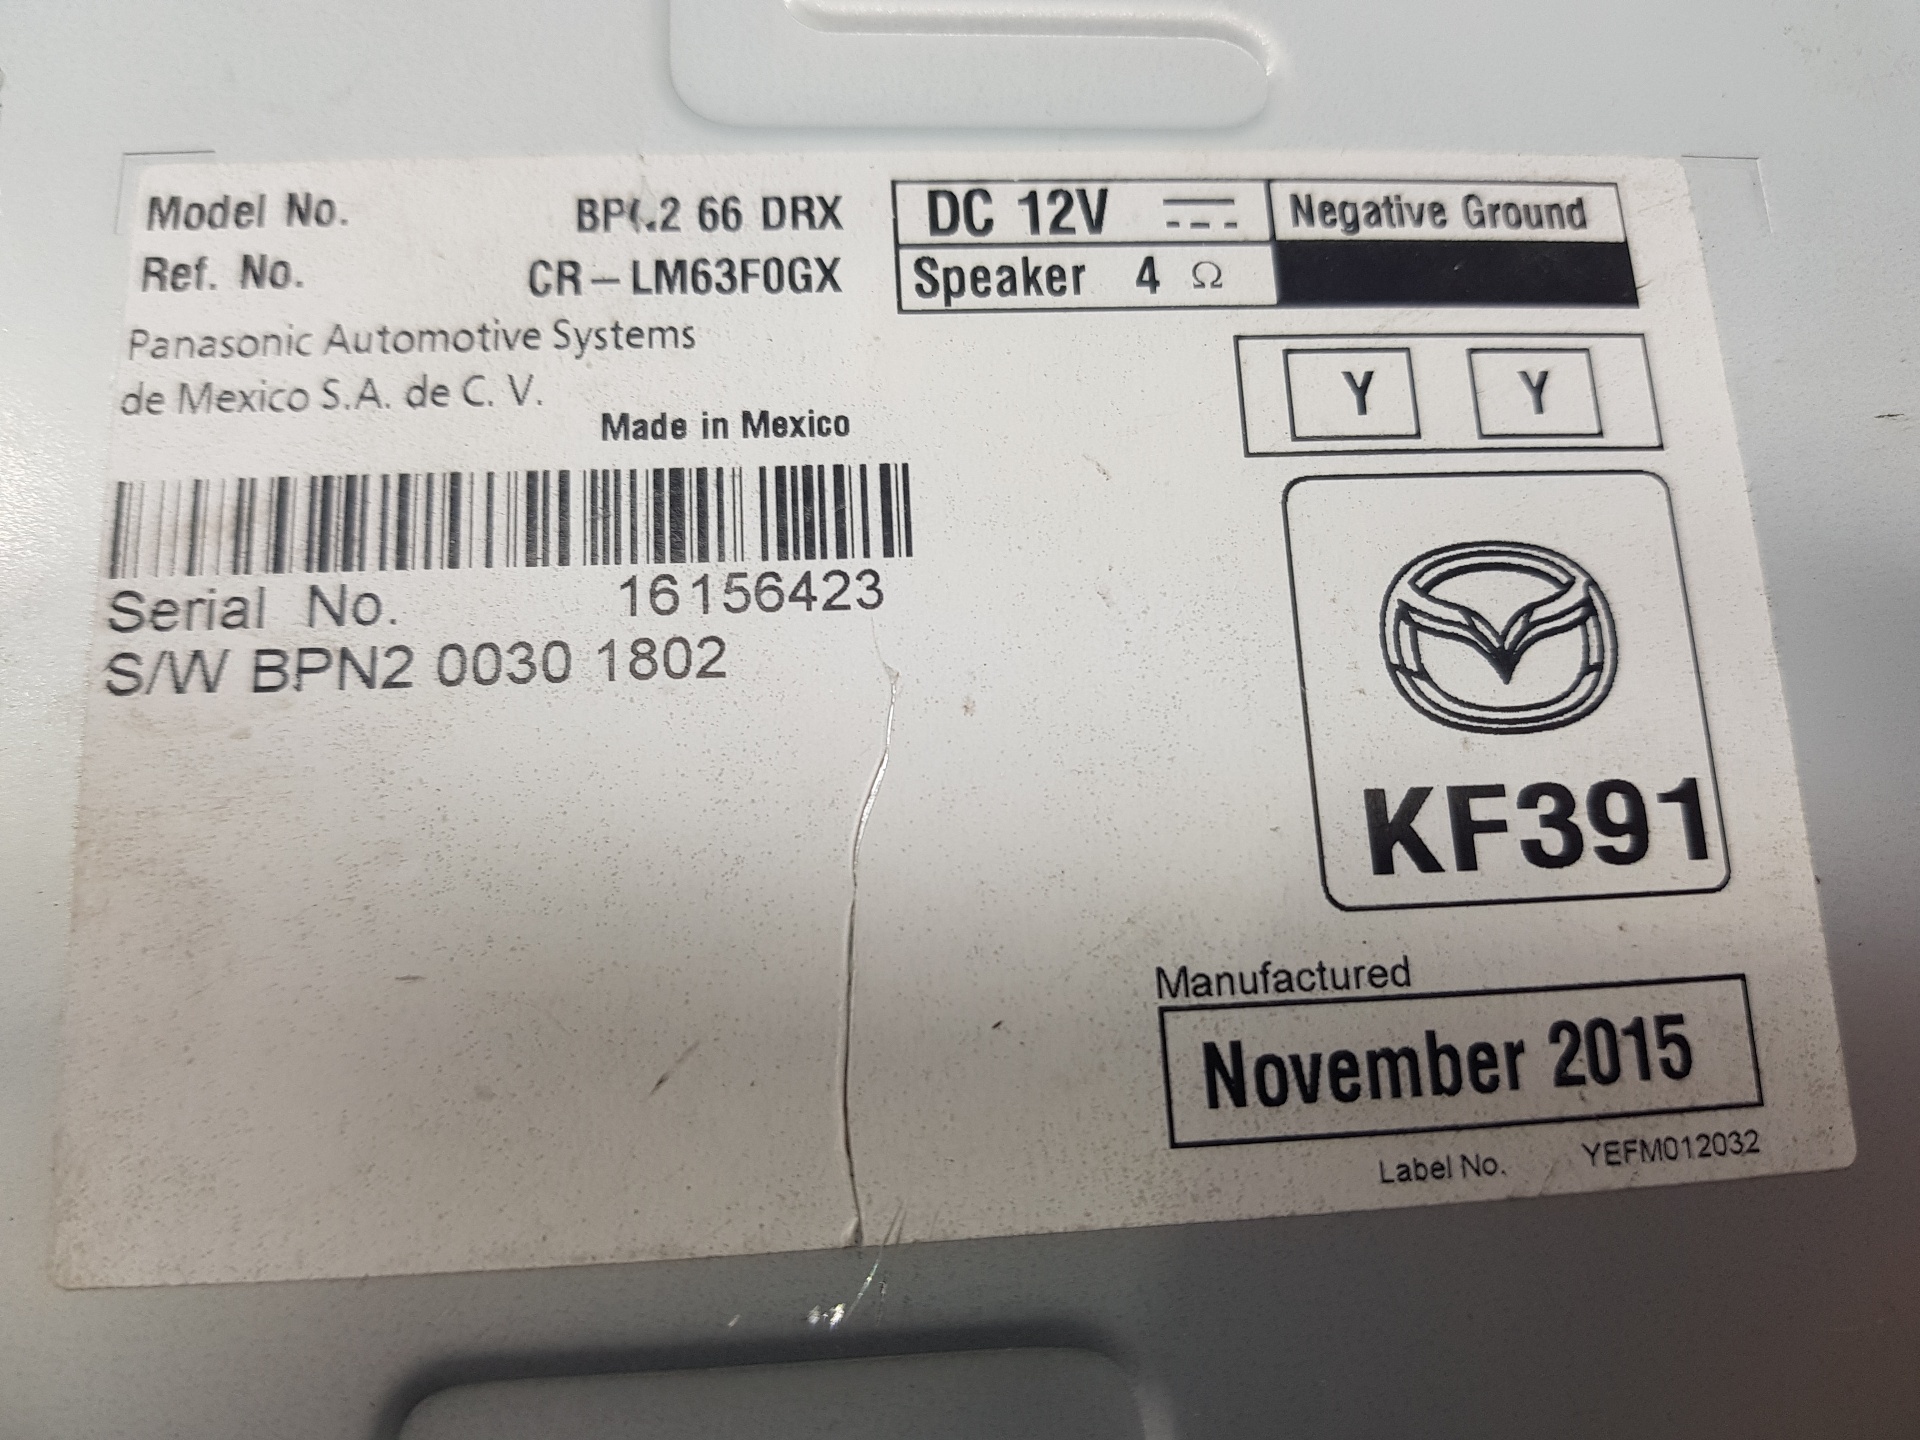 Model No. 66 DRX
Ref. No. CR-LM63F0GX
Panasonic Automotive Systems
de Mexico S.A. de C. V.
Made in Mexico
DC 12V Negative Ground
Speaker 4 Ω
Y Y
Serial No. 16156423
S/W BPN2 0030 1802
KF391
Manufactured
November 2015
Label No. YEFM012032